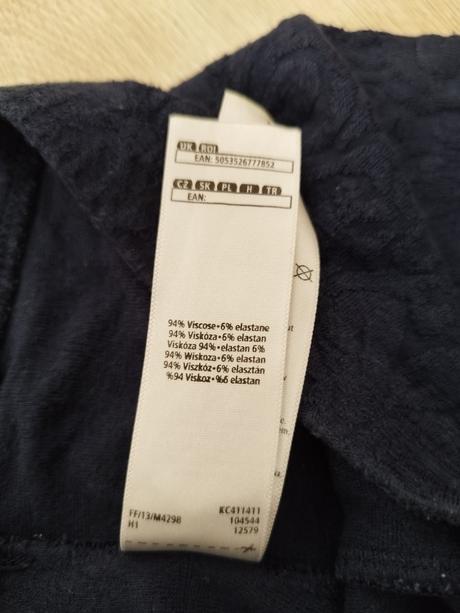 UK ROI
EAN: 5053526777852
CZ SK PL H TR
EAN:
94% Viscose•6% elastane
94% Viskóza•6% elastan
Viskóza 94%•elastan 6%
94% Wiskoza•6% elastan
94% Viszkóz•6% elasztán
%94 Viskoz•%6 elastan
FF/13/M4298 KC411411
H1 104544
12579